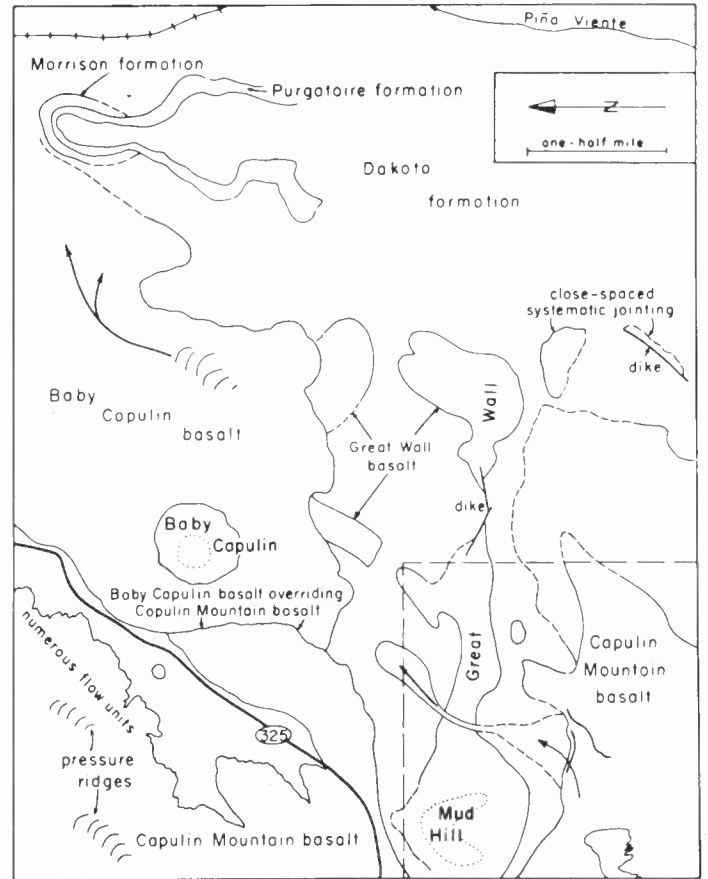 Piña Viente
Morrison formation
Purgatoire formation
N
one-half mile
Dakota
formation
close-spaced
systematic jointing
dike
Baby
Capulin
basalt
Great Wall
basalt
Wall
dike
Baby
Capulin
Baby Capulin basalt overriding
Capulin Mountain basalt
Great
Capulin
Mountain
basalt
numerous flow units
325
pressure
ridges
Mud
Hill
Capulin Mountain basalt